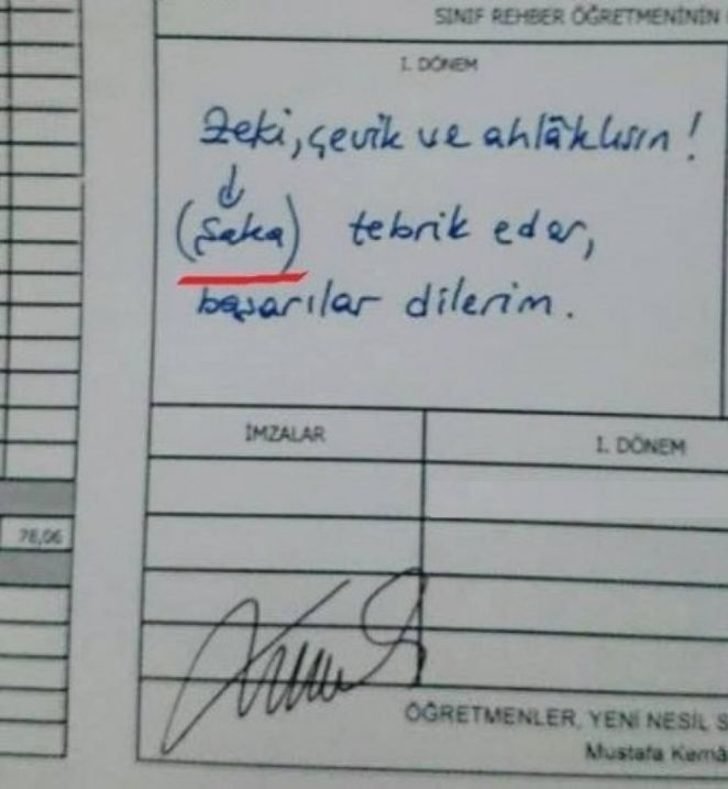 SINIF REHBER ÖĞRETMENİNİN
I. DÖNEM
Zeki, çevik ve ahlâklısın!
(Şaka) tebrik eder,
başarılar dilerim.
İMZALAR
I. DÖNEM
78,06
ÖĞRETMENLER, YENİ NESİL S
Mustafa Kemâ